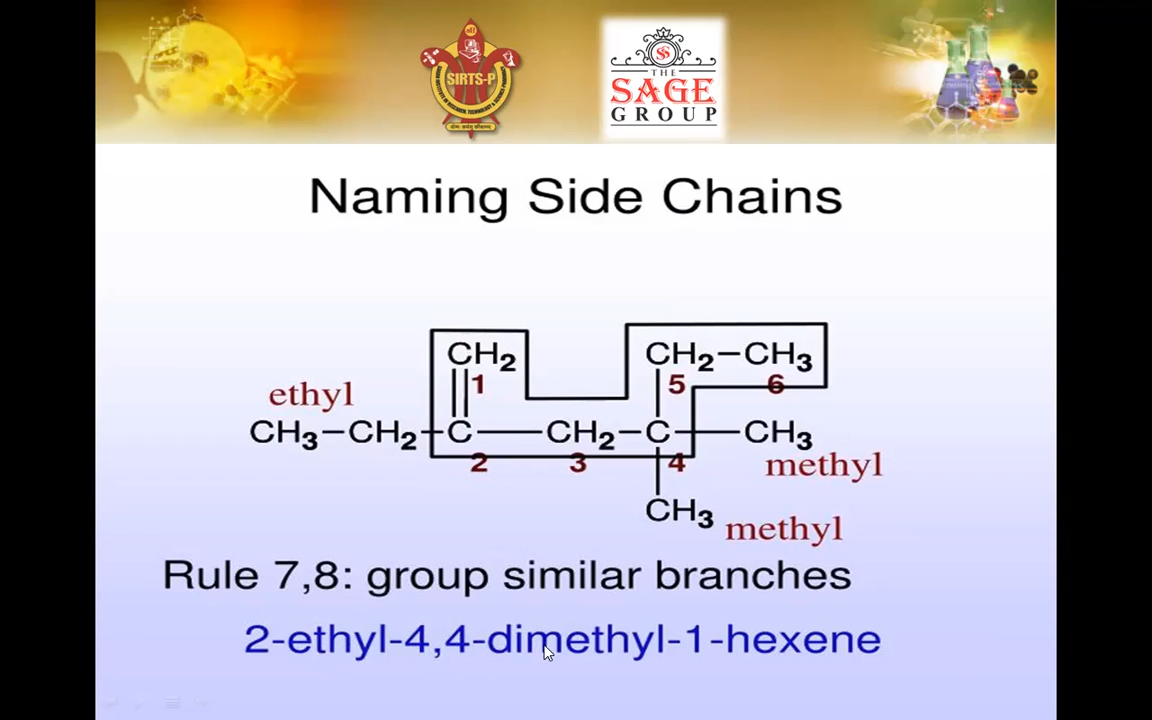 SIRTS-P
THE
SAGE
GROUP
Naming Side Chains
CH2 CH2–CH3
ethyl 1 5 6
CH3–CH2 C CH2–C CH3
2 3 4 methyl
CH3 methyl
Rule 7,8: group similar branches
2-ethyl-4,4-dimethyl-1-hexene